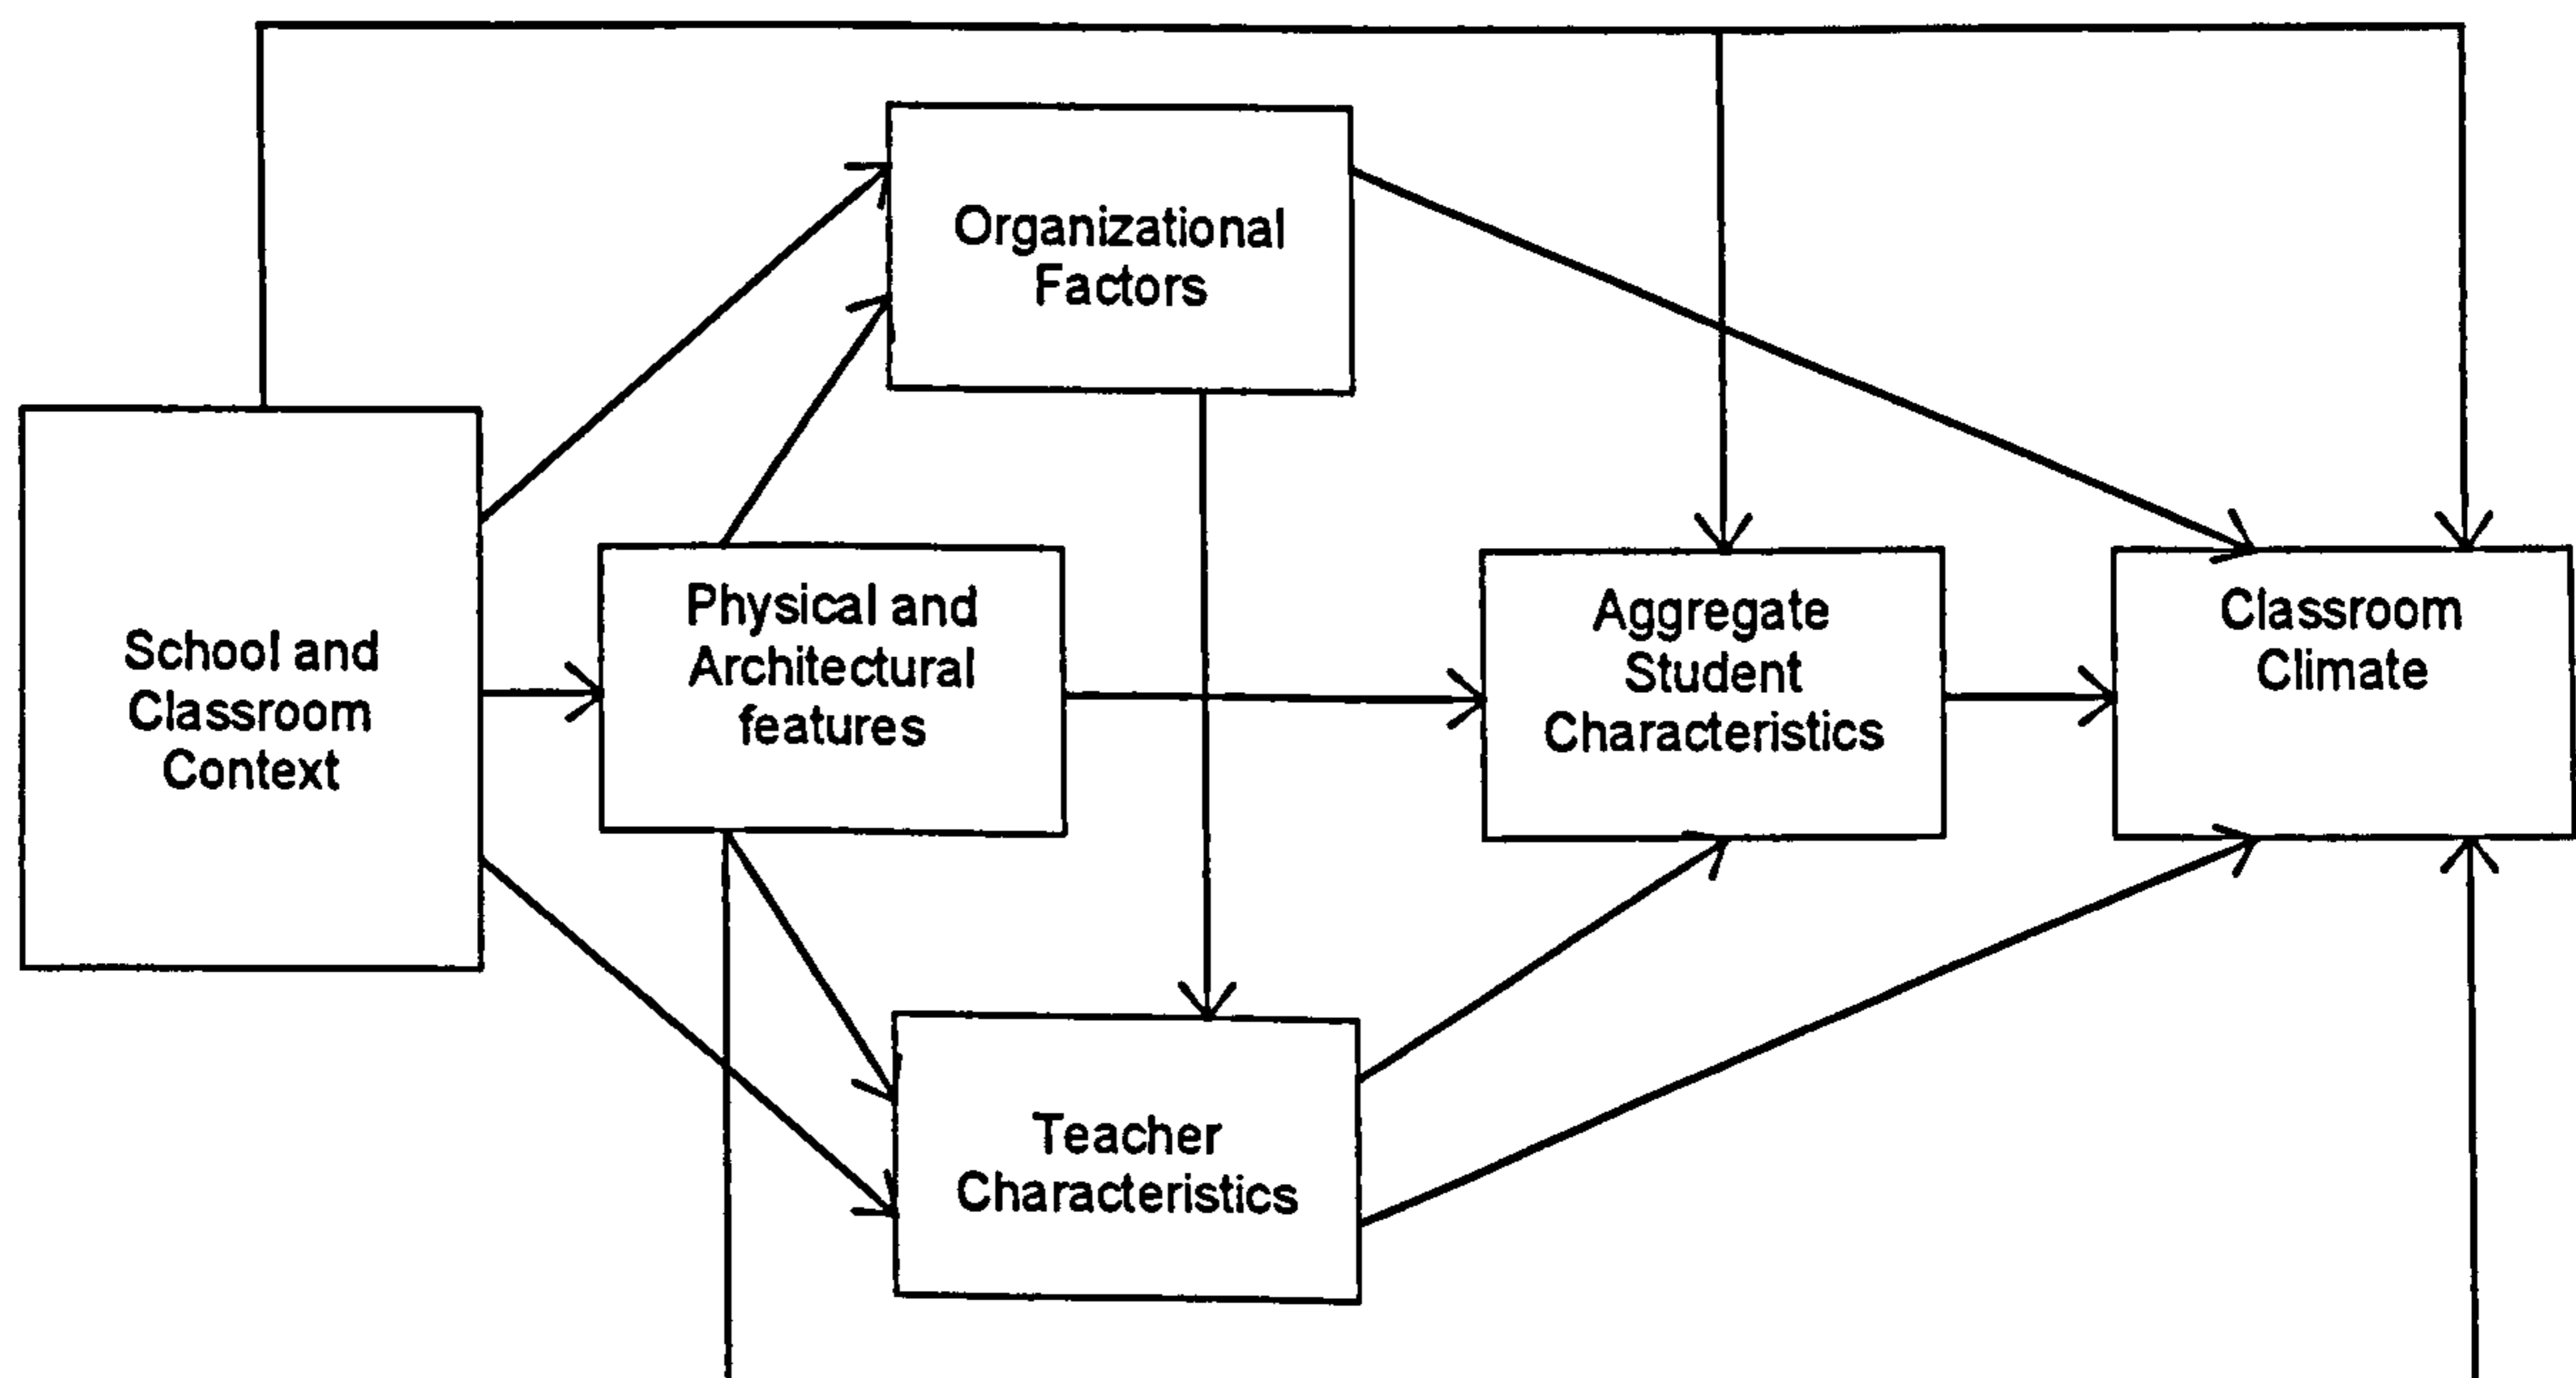 Organizational
Factors
School and
Classroom
Context
Physical and
Architectural
features
Aggregate
Student
Characteristics
Classroom
Climate
Teacher
Characteristics